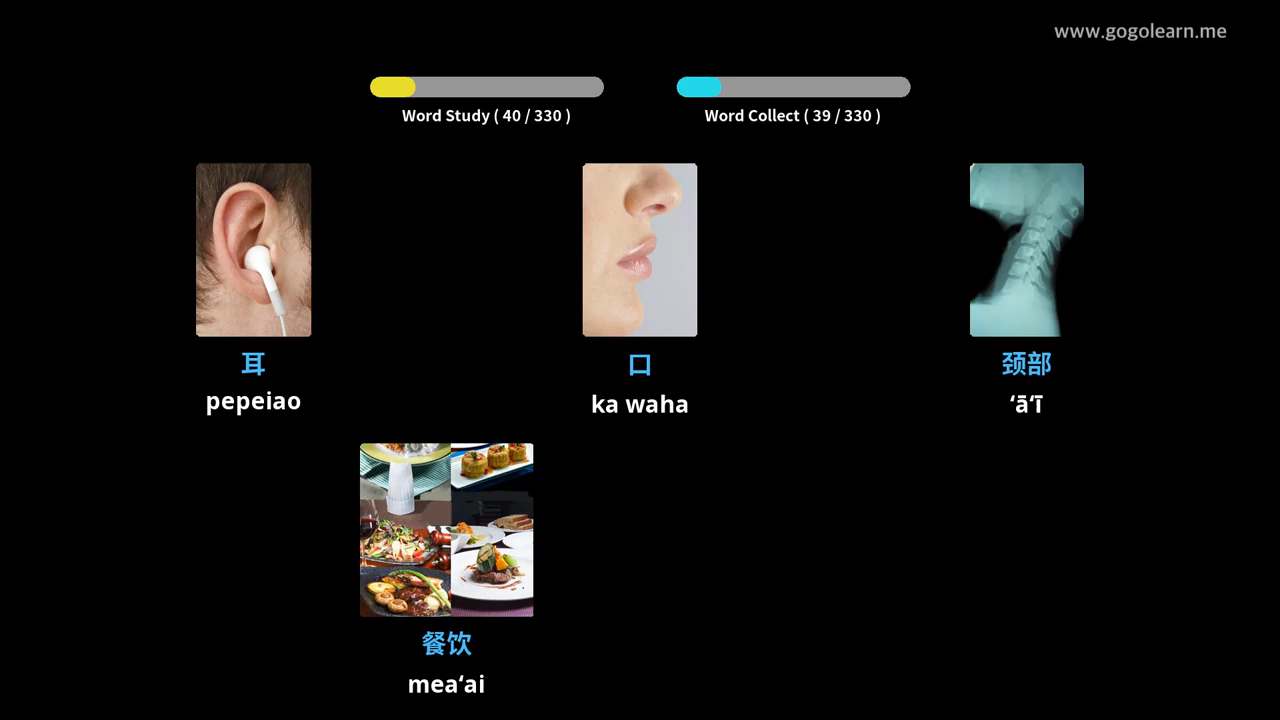 www.gogolearn.me
Word Study ( 40 / 330 )
Word Collect ( 39 / 330 )
耳
pepeiao
口
ka waha
颈部
ʻāʻī
餐饮
meaʻai